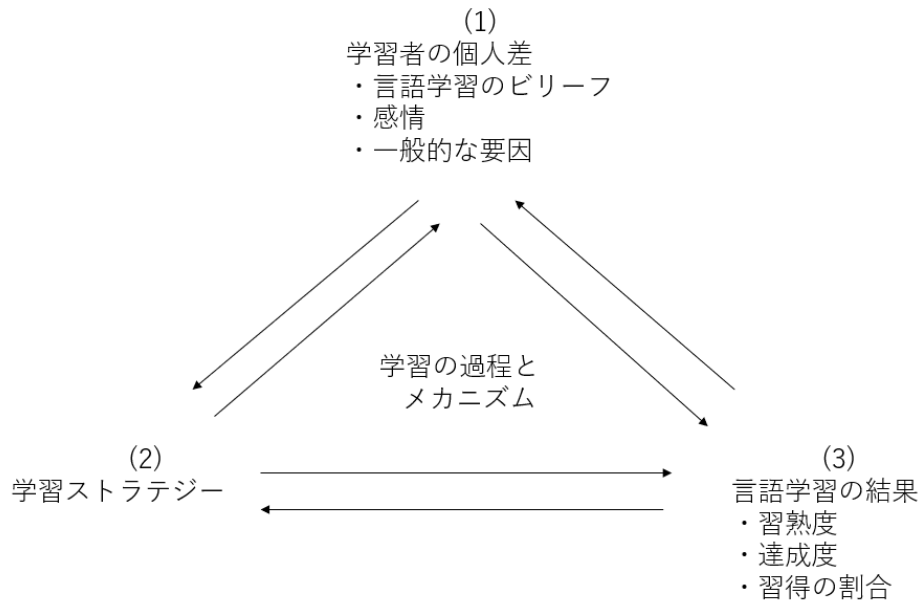 (1)
学習者の個人差
・言語学習のビリーフ
・感情
・一般的な要因
学習の過程と
メカニズム
(2)
学習ストラテジー
(3)
言語学習の結果
・習熟度
・達成度
・習得の割合